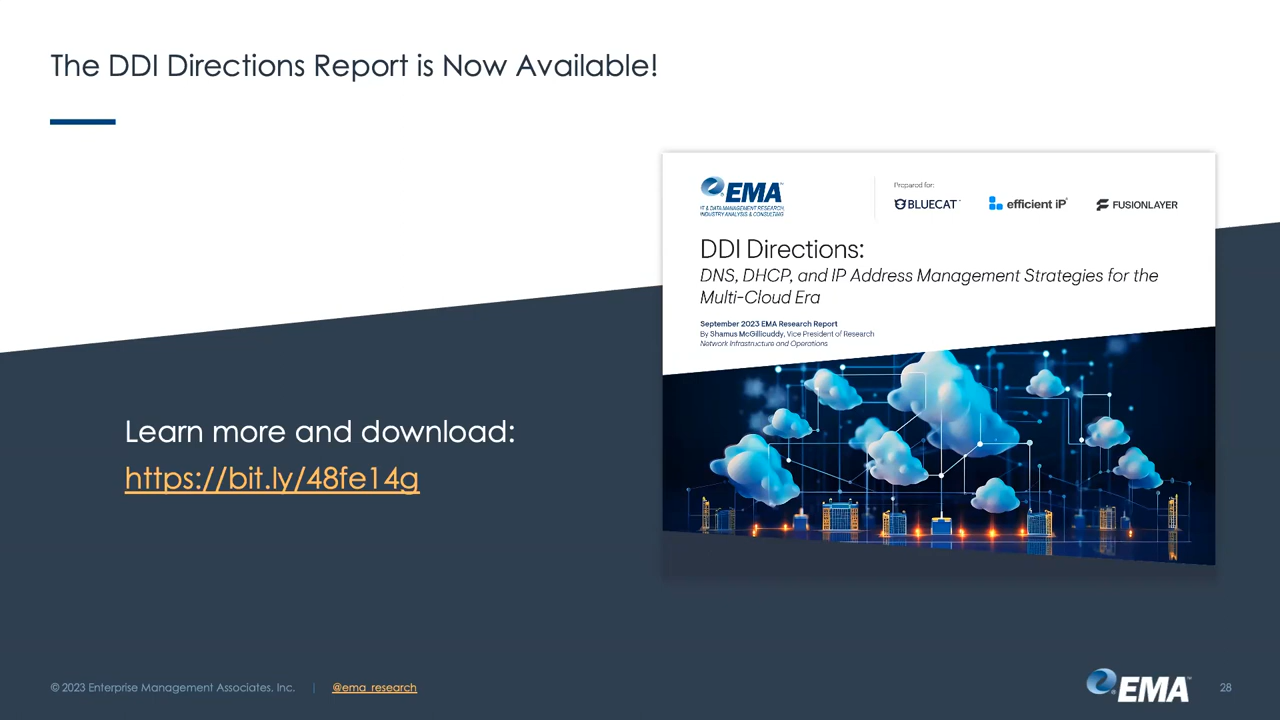 The DDI Directions Report is Now Available!
EMA™
IT & DATA MANAGEMENT RESEARCH,
INDUSTRY ANALYSIS & CONSULTING
Prepared for:
BLUECAT™
efficient iP®
FUSIONLAYER
DDI Directions:
DNS, DHCP, and IP Address Management Strategies for the
Multi-Cloud Era
September 2023 EMA Research Report
By Shamus McGillicuddy, Vice President of Research
Network Infrastructure and Operations
Learn more and download:
https://bit.ly/48fe14g
© 2023 Enterprise Management Associates, Inc. | @ema_research
EMA™
28